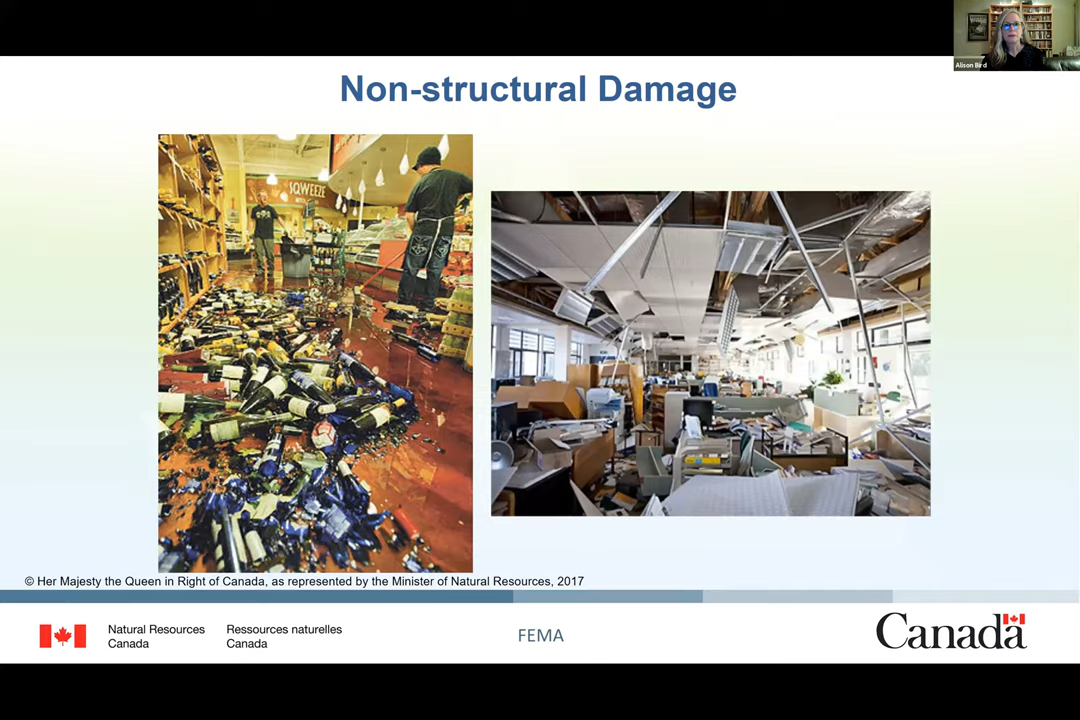 Alison Bird
Non-structural Damage
SQWEEZE
© Her Majesty the Queen in Right of Canada, as represented by the Minister of Natural Resources, 2017
Natural Resources
Canada
Ressources naturelles
Canada
FEMA
Canada